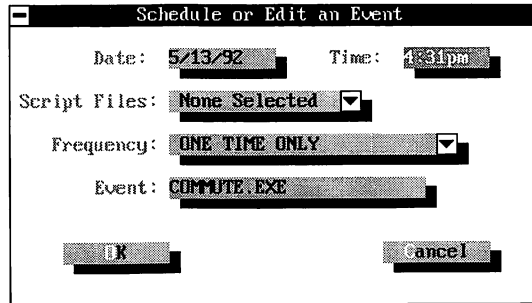 Schedule or Edit an Event
Date: 5/13/92 Time: 4:31pm
Script Files: None Selected
Frequency: ONE TIME ONLY
Event: COMMUTE.EXE
OK Cancel